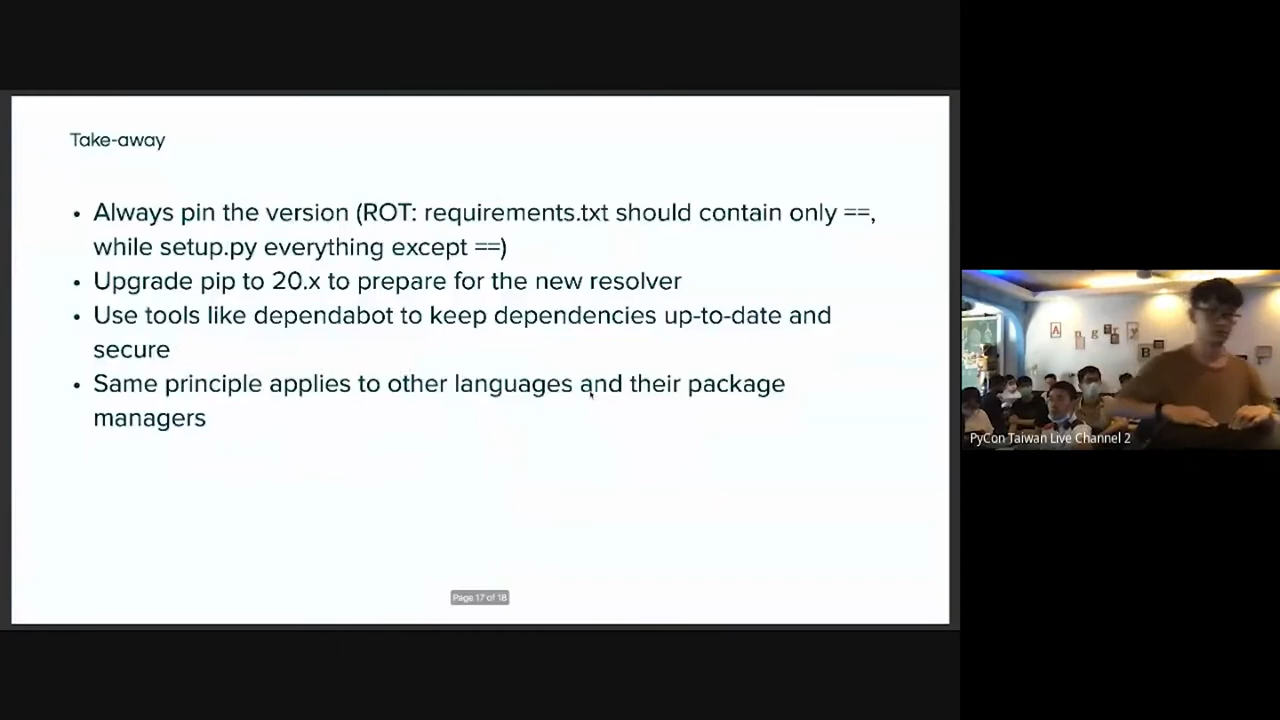 Take-away
• Always pin the version (ROT: requirements.txt should contain only ==,
while setup.py everything except ==)
• Upgrade pip to 20.x to prepare for the new resolver
• Use tools like dependabot to keep dependencies up-to-date and
secure
• Same principle applies to other languages and their package
managers
Page 17 of 18
A n g r y
B
PyCon Taiwan Live Channel 2